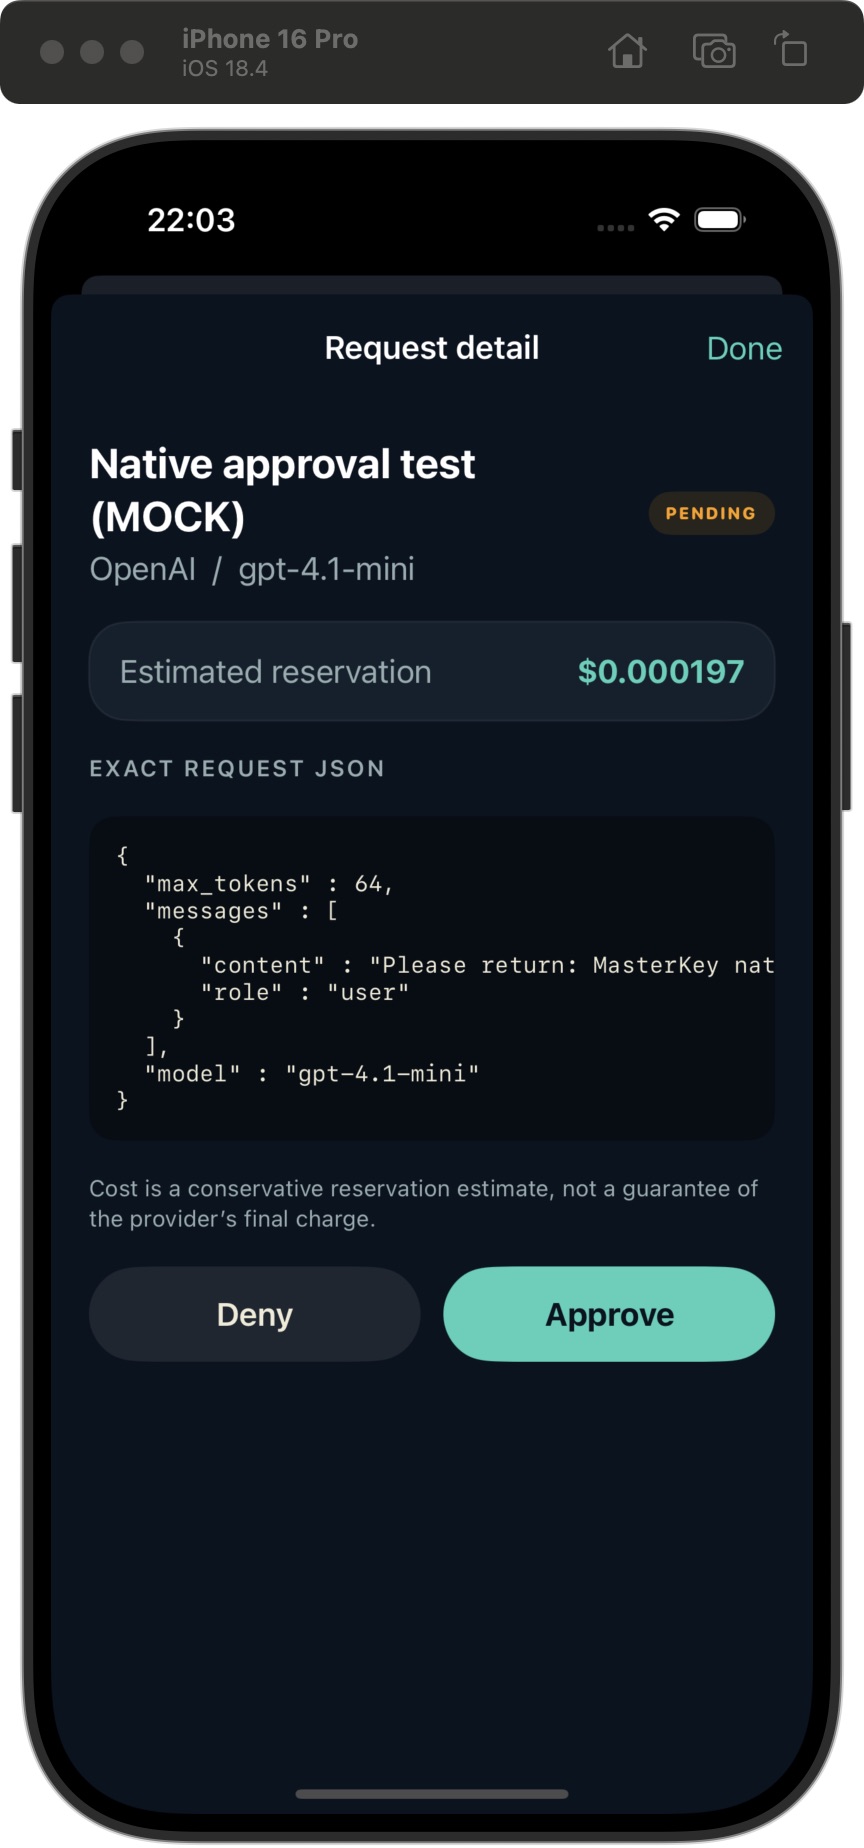 iPhone 16 Pro
iOS 18.4
22:03
Request detail
Done
Native approval test
(MOCK)
PENDING
OpenAI / gpt-4.1-mini
Estimated reservation
$0.000197
EXACT REQUEST JSON
{
  "max_tokens" : 64,
  "messages" : [
    {
      "content" : "Please return: MasterKey nat
      "role" : "user"
    }
  ],
  "model" : "gpt-4.1-mini"
}
Cost is a conservative reservation estimate, not a guarantee of
the provider’s final charge.
Deny
Approve